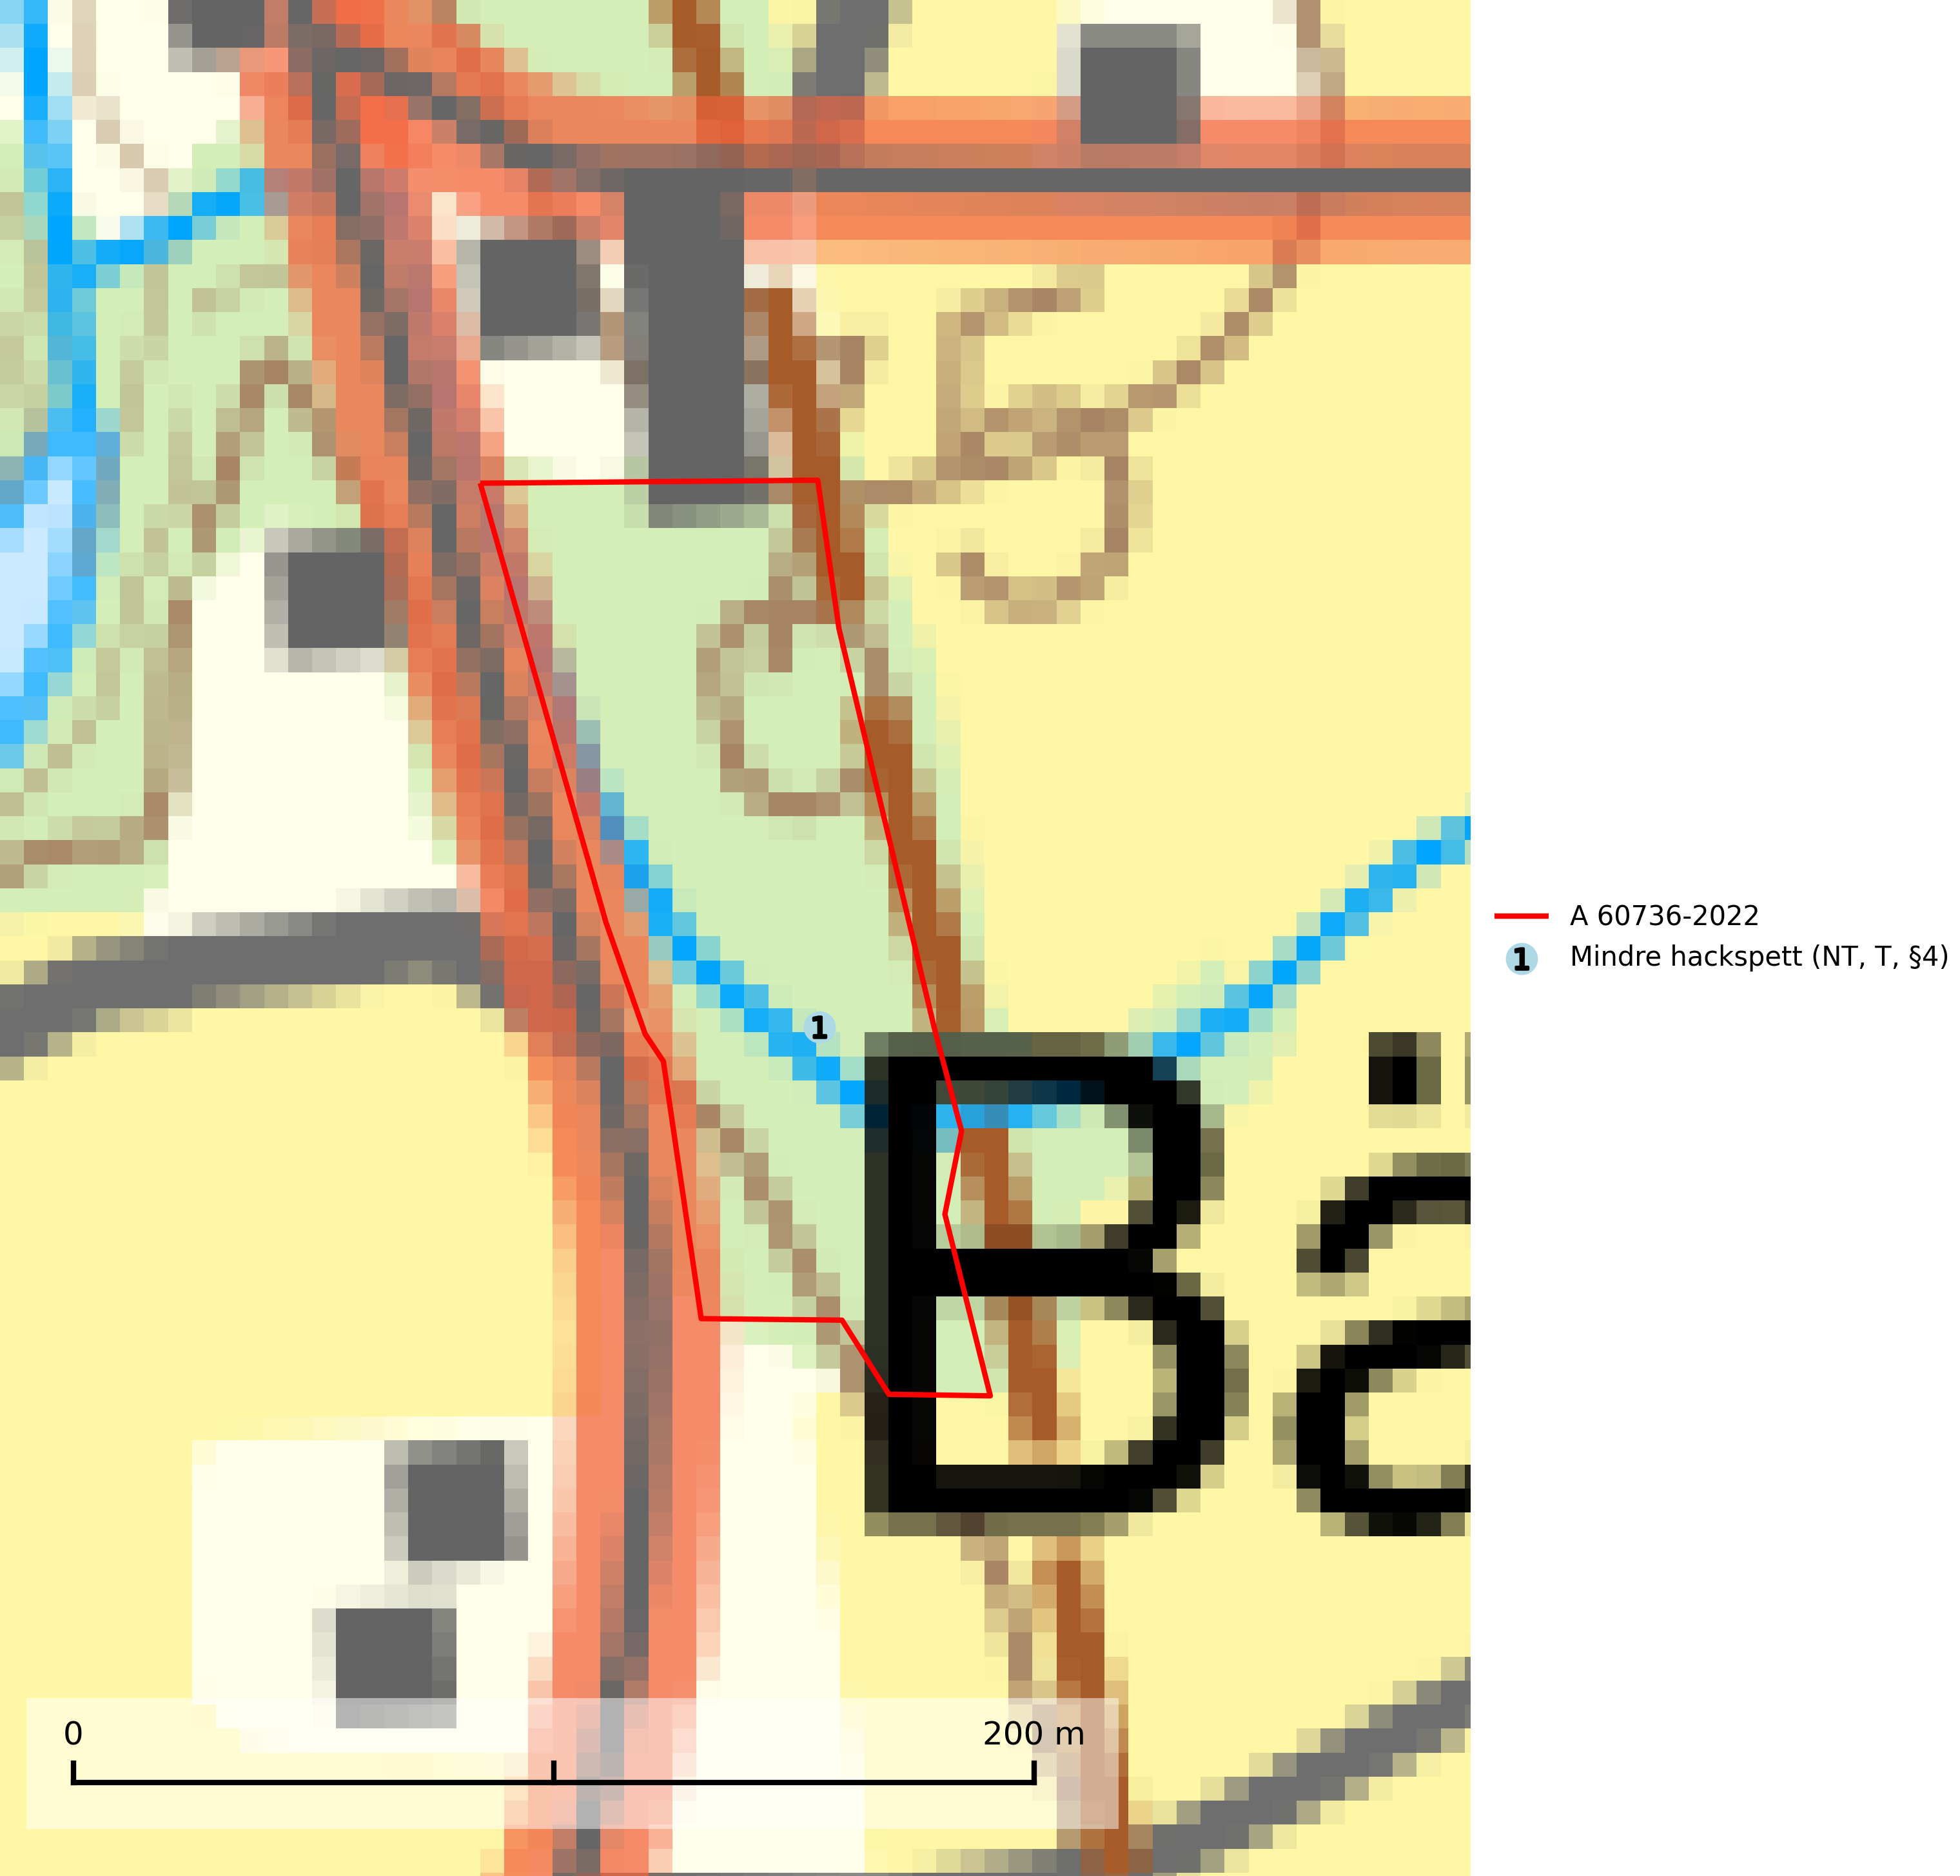 B
A 60736-2022
1 Mindre hackspett (NT, T, §4)
1
0 200 m